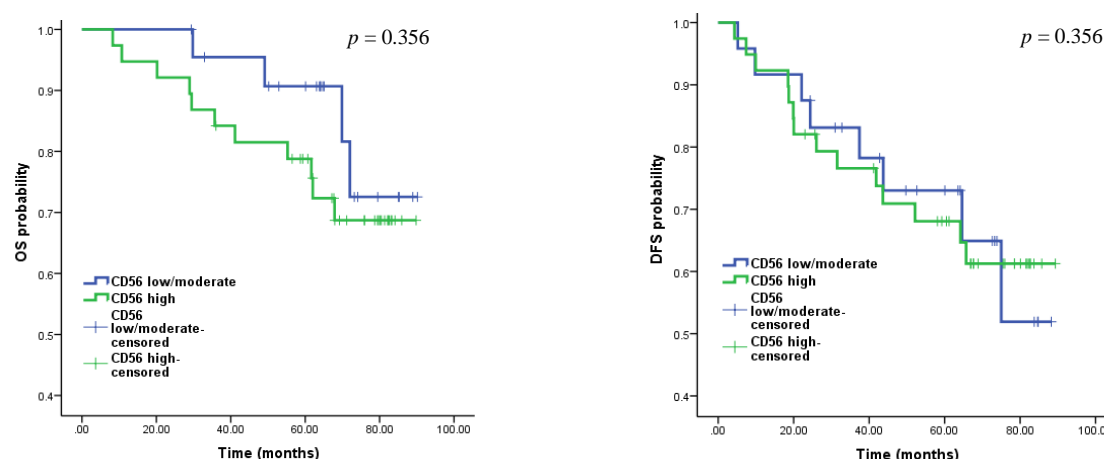 p = 0.356
1.0
0.9
0.8
0.7
0.6
0.5
0.4
OS probability
CD56 low/moderate
CD56 high
CD56
low/moderate-
censored
CD56 high-
censored
.00 20.00 40.00 60.00 80.00 100.00
Time (months)
p = 0.356
1.0
0.9
0.8
0.7
0.6
0.5
0.4
DFS probability
CD56 low/moderate
CD56 high
CD56
low/moderate-
censored
CD56 high-
censored
.00 20.00 40.00 60.00 80.00 100.00
Time (months)